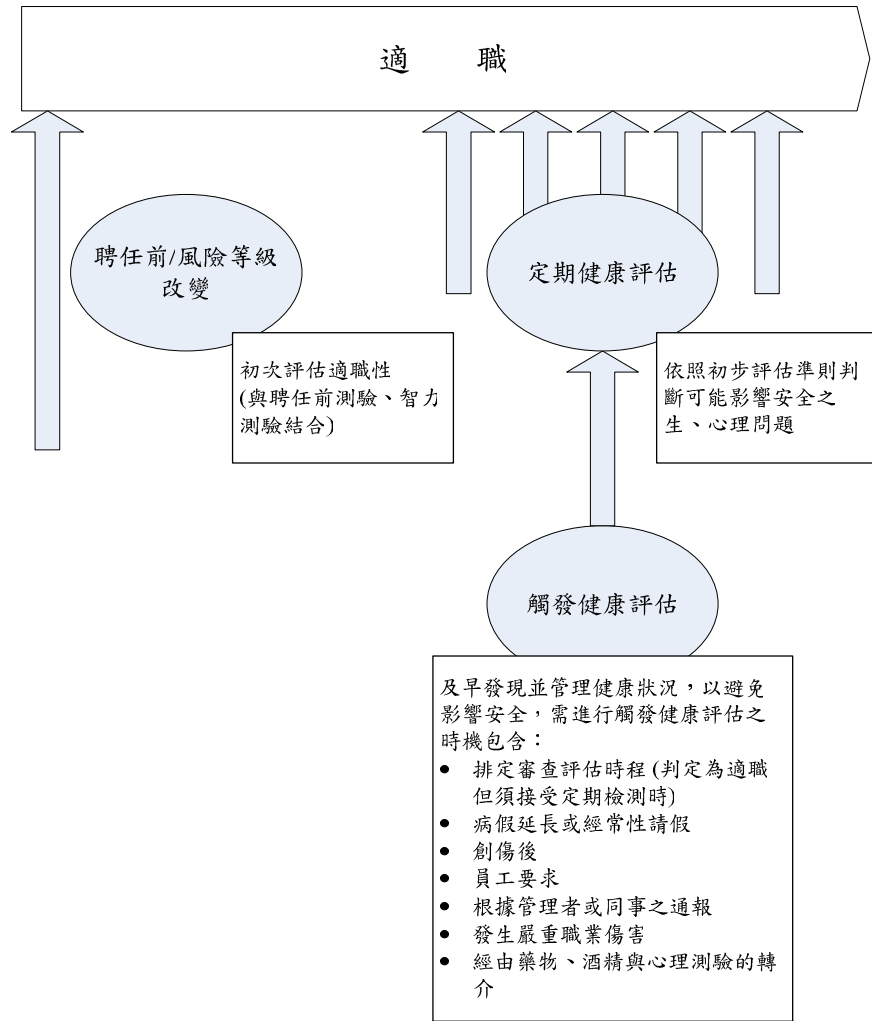 適 職
聘任前/風險等級
改變
定期健康評估
初次評估適職性
(與聘任前測驗、智力
測驗結合)
依照初步評估準則判
斷可能影響安全之
生、心理問題
觸發健康評估
及早發現並管理健康狀況，以避免
影響安全，需進行觸發健康評估之
時機包含：
• 排定審查評估時程 (判定為適職
但須接受定期檢測時)
• 病假延長或經常性請假
• 創傷後
• 員工要求
• 根據管理者或同事之通報
• 發生嚴重職業傷害
• 經由藥物、酒精與心理測驗的轉
介